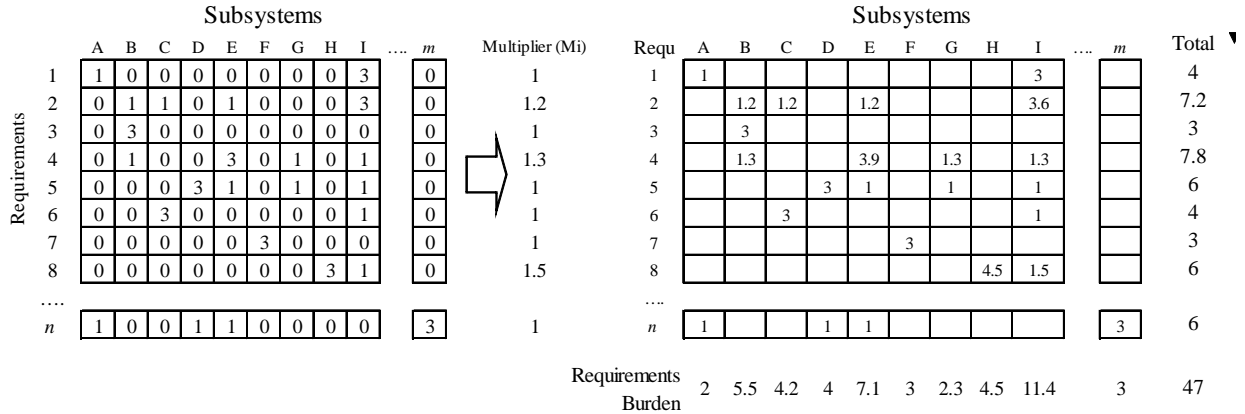 Subsystems Subsystems
A B C D E F G H I …. m Multiplier (Mi) Requ A B C D E F G H I …. m Total
1 1 0 0 0 0 0 0 0 3 0 1 1 1 3 4
2 0 1 1 0 1 0 0 0 3 0 1.2 2 1.2 1.2 1.2 3.6 7.2
3 0 3 0 0 0 0 0 0 0 0 1 3 3 3
Requirements
4 0 1 0 0 3 0 1 0 1 0 1.3 4 1.3 3.9 1.3 1.3 7.8
5 0 0 0 3 1 0 1 0 1 0 1 5 3 1 1 1 6
6 0 0 3 0 0 0 0 0 1 0 1 6 3 1 4
7 0 0 0 0 0 3 0 0 0 0 1 7 3 3
8 0 0 0 0 0 0 0 3 1 0 1.5 8 4.5 1.5 6
…. ….
n 1 0 0 1 1 0 0 0 0 3 1 n 1 1 1 3 6
Requirements
Burden 2 5.5 4.2 4 7.1 3 2.3 4.5 11.4 3 47